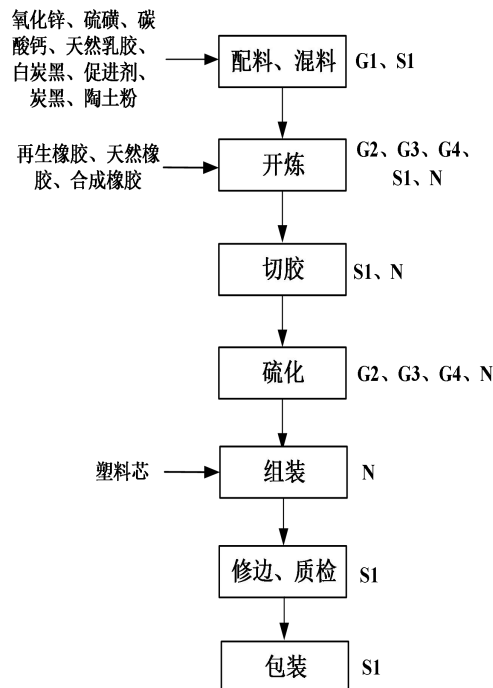 氧化锌、硫磺、碳
酸钙、天然乳胶、
白炭黑、促进剂、
炭黑、陶土粉
配料、混料
G1、S1
再生橡胶、天然橡
胶、合成橡胶
开炼
G2、G3、G4、
S1、N
切胶
S1、N
硫化
G2、G3、G4、N
塑料芯
组装
N
修边、质检
S1
包装
S1